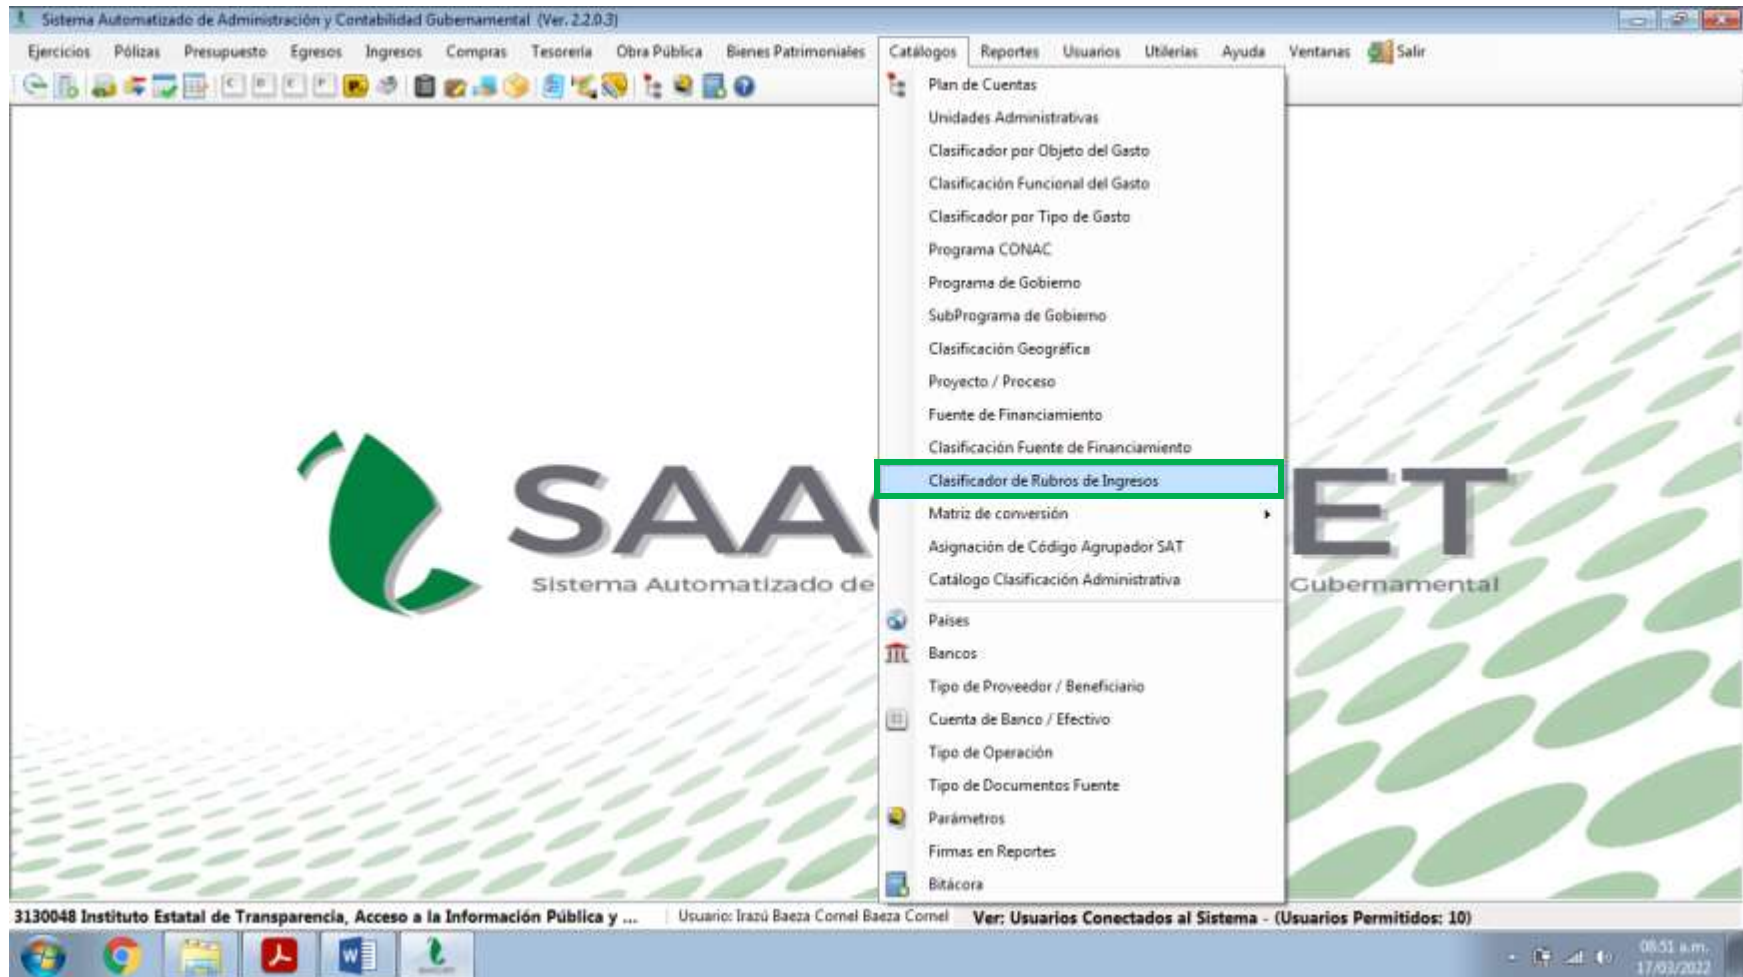 Sistema Automatizado de Administración y Contabilidad Gubernamental (Ver. 2.2.0.3)
Ejercicios Pólizas Presupuesto Egresos Ingresos Compras Tesorería Obra Pública Bienes Patrimoniales Catálogos Reportes Usuarios Utilerías Ayuda Ventanas Salir
Plan de Cuentas
Unidades Administrativas
Clasificador por Objeto del Gasto
Clasificación Funcional del Gasto
Clasificador por Tipo de Gasto
Programa CONAC
Programa de Gobierno
SubPrograma de Gobierno
Clasificación Geográfica
Proyecto / Proceso
Fuente de Financiamiento
Clasificación Fuente de Financiamiento
Clasificador de Rubros de Ingresos
Matriz de conversión
Asignación de Código Agrupador SAT
Catálogo Clasificación Administrativa
Países
Bancos
Tipo de Proveedor / Beneficiario
Cuenta de Banco / Efectivo
Tipo de Operación
Tipo de Documentos Fuente
Parámetros
Firmas en Reportes
Bitácora
SAA ET
Sistema Automatizado de Gubernamental
3130048 Instituto Estatal de Transparencia, Acceso a la Información Pública y ... Usuario: Irazú Baeza Cornel Baeza Cornel Ver: Usuarios Conectados al Sistema - (Usuarios Permitidos: 10)
08:51 a.m.
17/03/2022